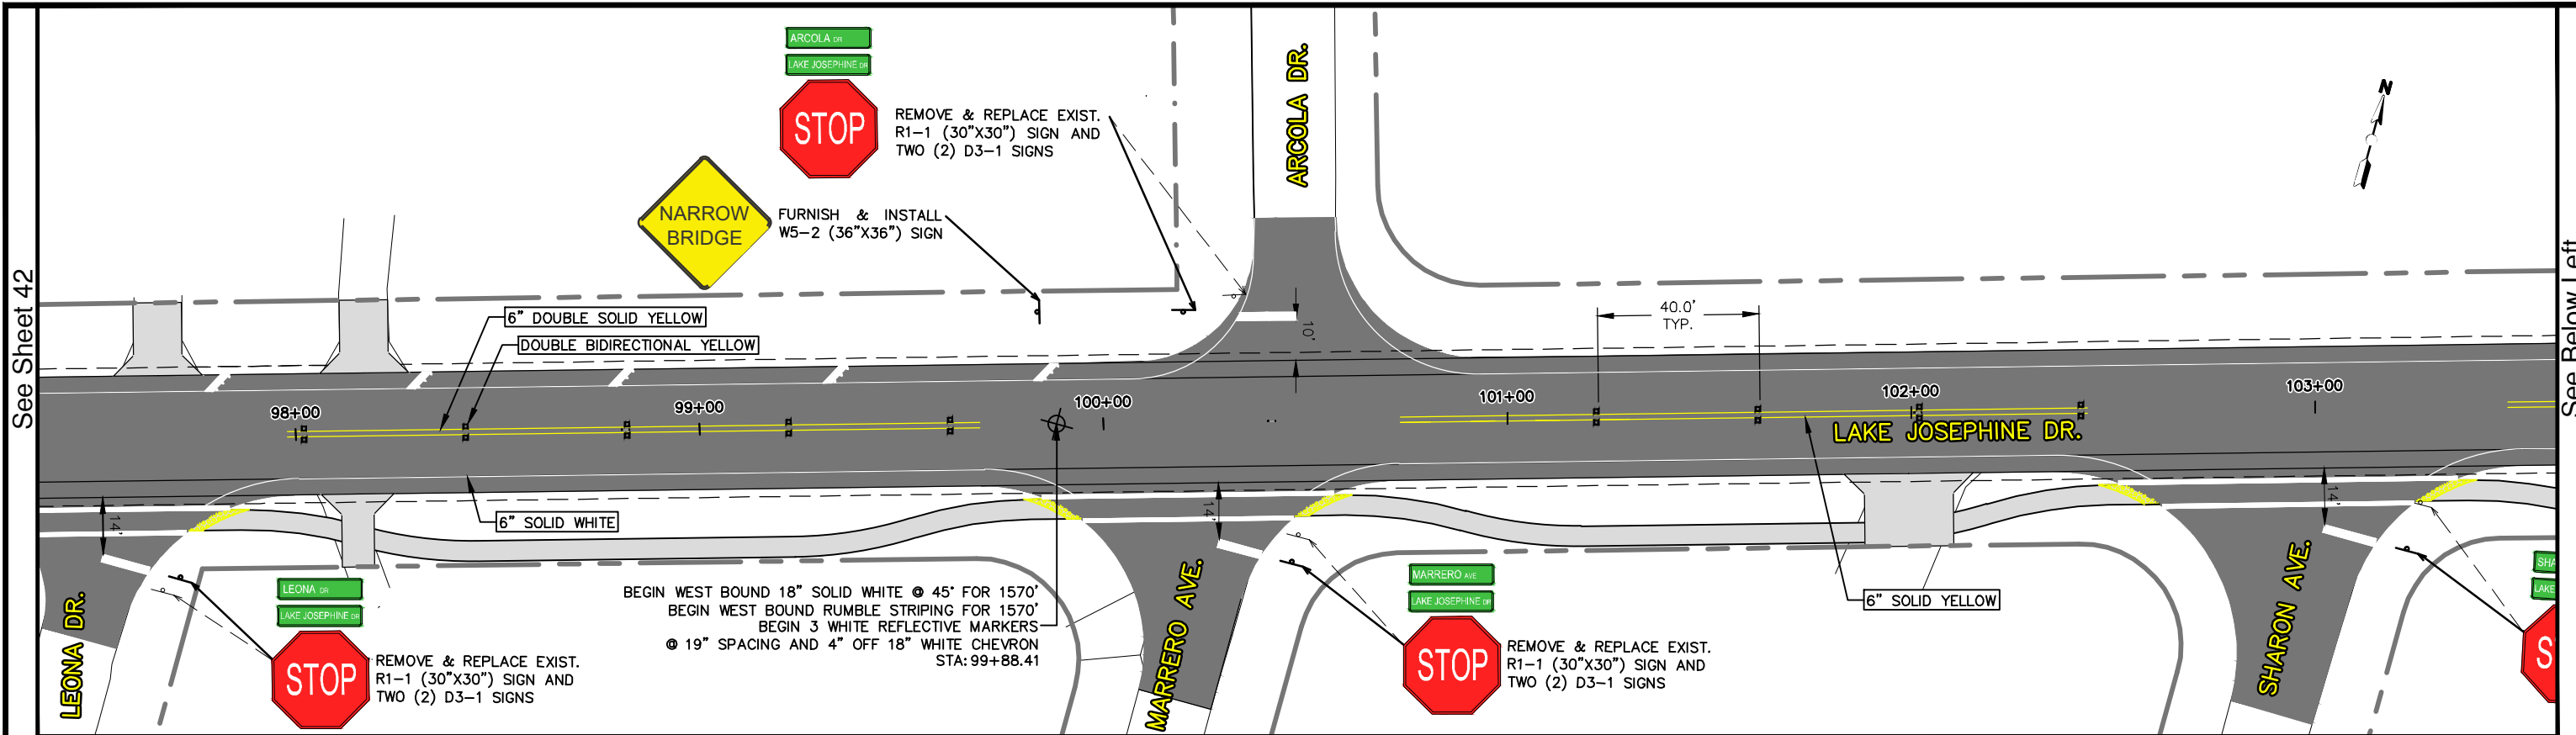 See Sheet 42
ARCOLA DR
LAKE JOSEPHINE DR
STOP
REMOVE & REPLACE EXIST.
R1-1 (30"X30") SIGN AND
TWO (2) D3-1 SIGNS
NARROW
BRIDGE
FURNISH & INSTALL
W5-2 (36"X36") SIGN
ARCOLA DR.
N
6" DOUBLE SOLID YELLOW
DOUBLE BIDIRECTIONAL YELLOW
10'
40.0'
TYP.
98+00
99+00
100+00
101+00
102+00
103+00
LAKE JOSEPHINE DR.
6" SOLID WHITE
14'
14'
14'
LEONA DR.
LEONA DR
LAKE JOSEPHINE DR
STOP
REMOVE & REPLACE EXIST.
R1-1 (30"X30") SIGN AND
TWO (2) D3-1 SIGNS
BEGIN WEST BOUND 18" SOLID WHITE @ 45° FOR 1570'
BEGIN WEST BOUND RUMBLE STRIPING FOR 1570'
BEGIN 3 WHITE REFLECTIVE MARKERS
@ 19" SPACING AND 4" OFF 18" WHITE CHEVRON
STA: 99+88.41
MARRERO AVE.
MARRERO AVE
LAKE JOSEPHINE DR
STOP
REMOVE & REPLACE EXIST.
R1-1 (30"X30") SIGN AND
TWO (2) D3-1 SIGNS
6" SOLID YELLOW
SHARON AVE.
SHA
LAKE
S
See Below Left